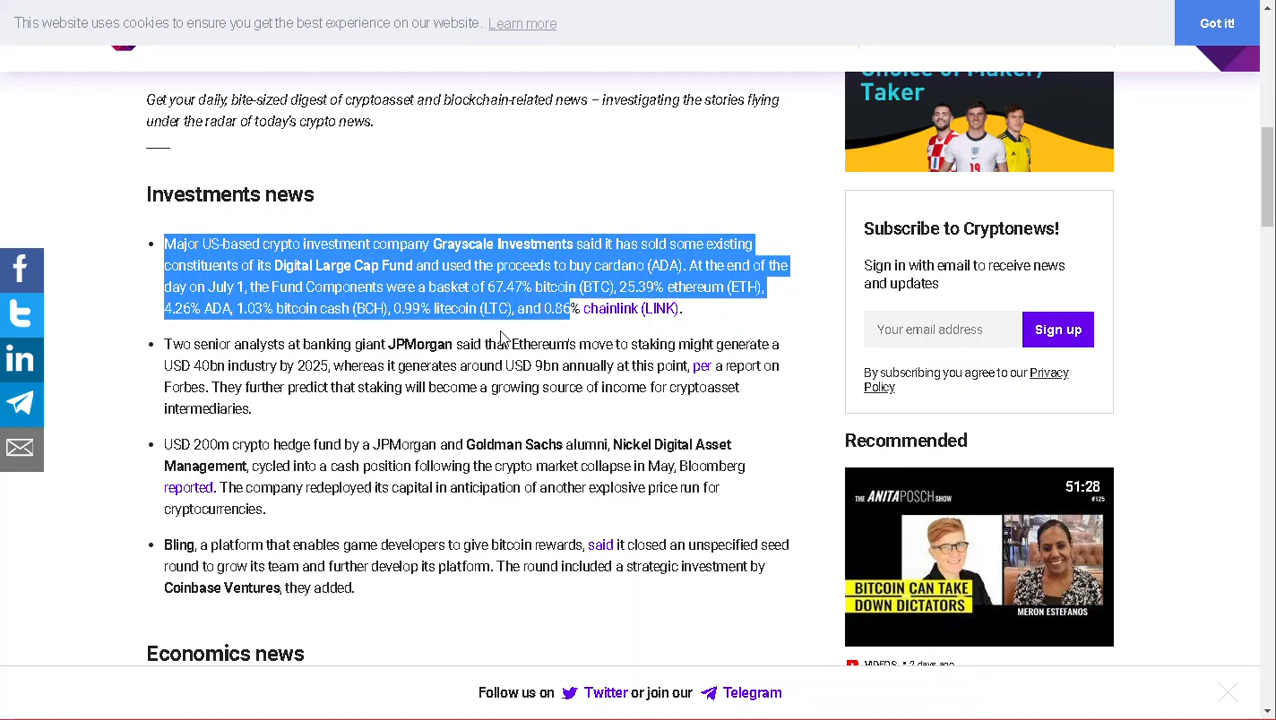 This website uses cookies to ensure you get the best experience on our website. Learn more
Got it!
Get your daily, bite-sized digest of cryptoasset and blockchain-related news – investigating the stories flying
under the radar of today's crypto news.
Investments news
• Major US-based crypto investment company Grayscale Investments said it has sold some existing
constituents of its Digital Large Cap Fund and used the proceeds to buy cardano (ADA). At the end of the
day on July 1, the Fund Components were a basket of 67.47% bitcoin (BTC), 25.39% ethereum (ETH),
4.26% ADA, 1.03% bitcoin cash (BCH), 0.99% litecoin (LTC), and 0.86% chainlink (LINK).
• Two senior analysts at banking giant JPMorgan said that Ethereum's move to staking might generate a
USD 40bn industry by 2025, whereas it generates around USD 9bn annually at this point, per a report on
Forbes. They further predict that staking will become a growing source of income for cryptoasset
intermediaries.
• USD 200m crypto hedge fund by a JPMorgan and Goldman Sachs alumni, Nickel Digital Asset
Management, cycled into a cash position following the crypto market collapse in May, Bloomberg
reported. The company redeployed its capital in anticipation of another explosive price run for
cryptocurrencies.
• Bling, a platform that enables game developers to give bitcoin rewards, said it closed an unspecified seed
round to grow its team and further develop its platform. The round included a strategic investment by
Coinbase Ventures, they added.
Economics news
Choice of Maker/
Taker
19
Subscribe to Cryptonews!
Sign in with email to receive news
and updates
Your email address
Sign up
By subscribing you agree to our Privacy
Policy
Recommended
THE ANITA POSCH SHOW
51:28
#125
BITCOIN CAN TAKE
DOWN DICTATORS
MERON ESTEFANOS
VIDEOS • 2 days ago
Follow us on Twitter or join our Telegram